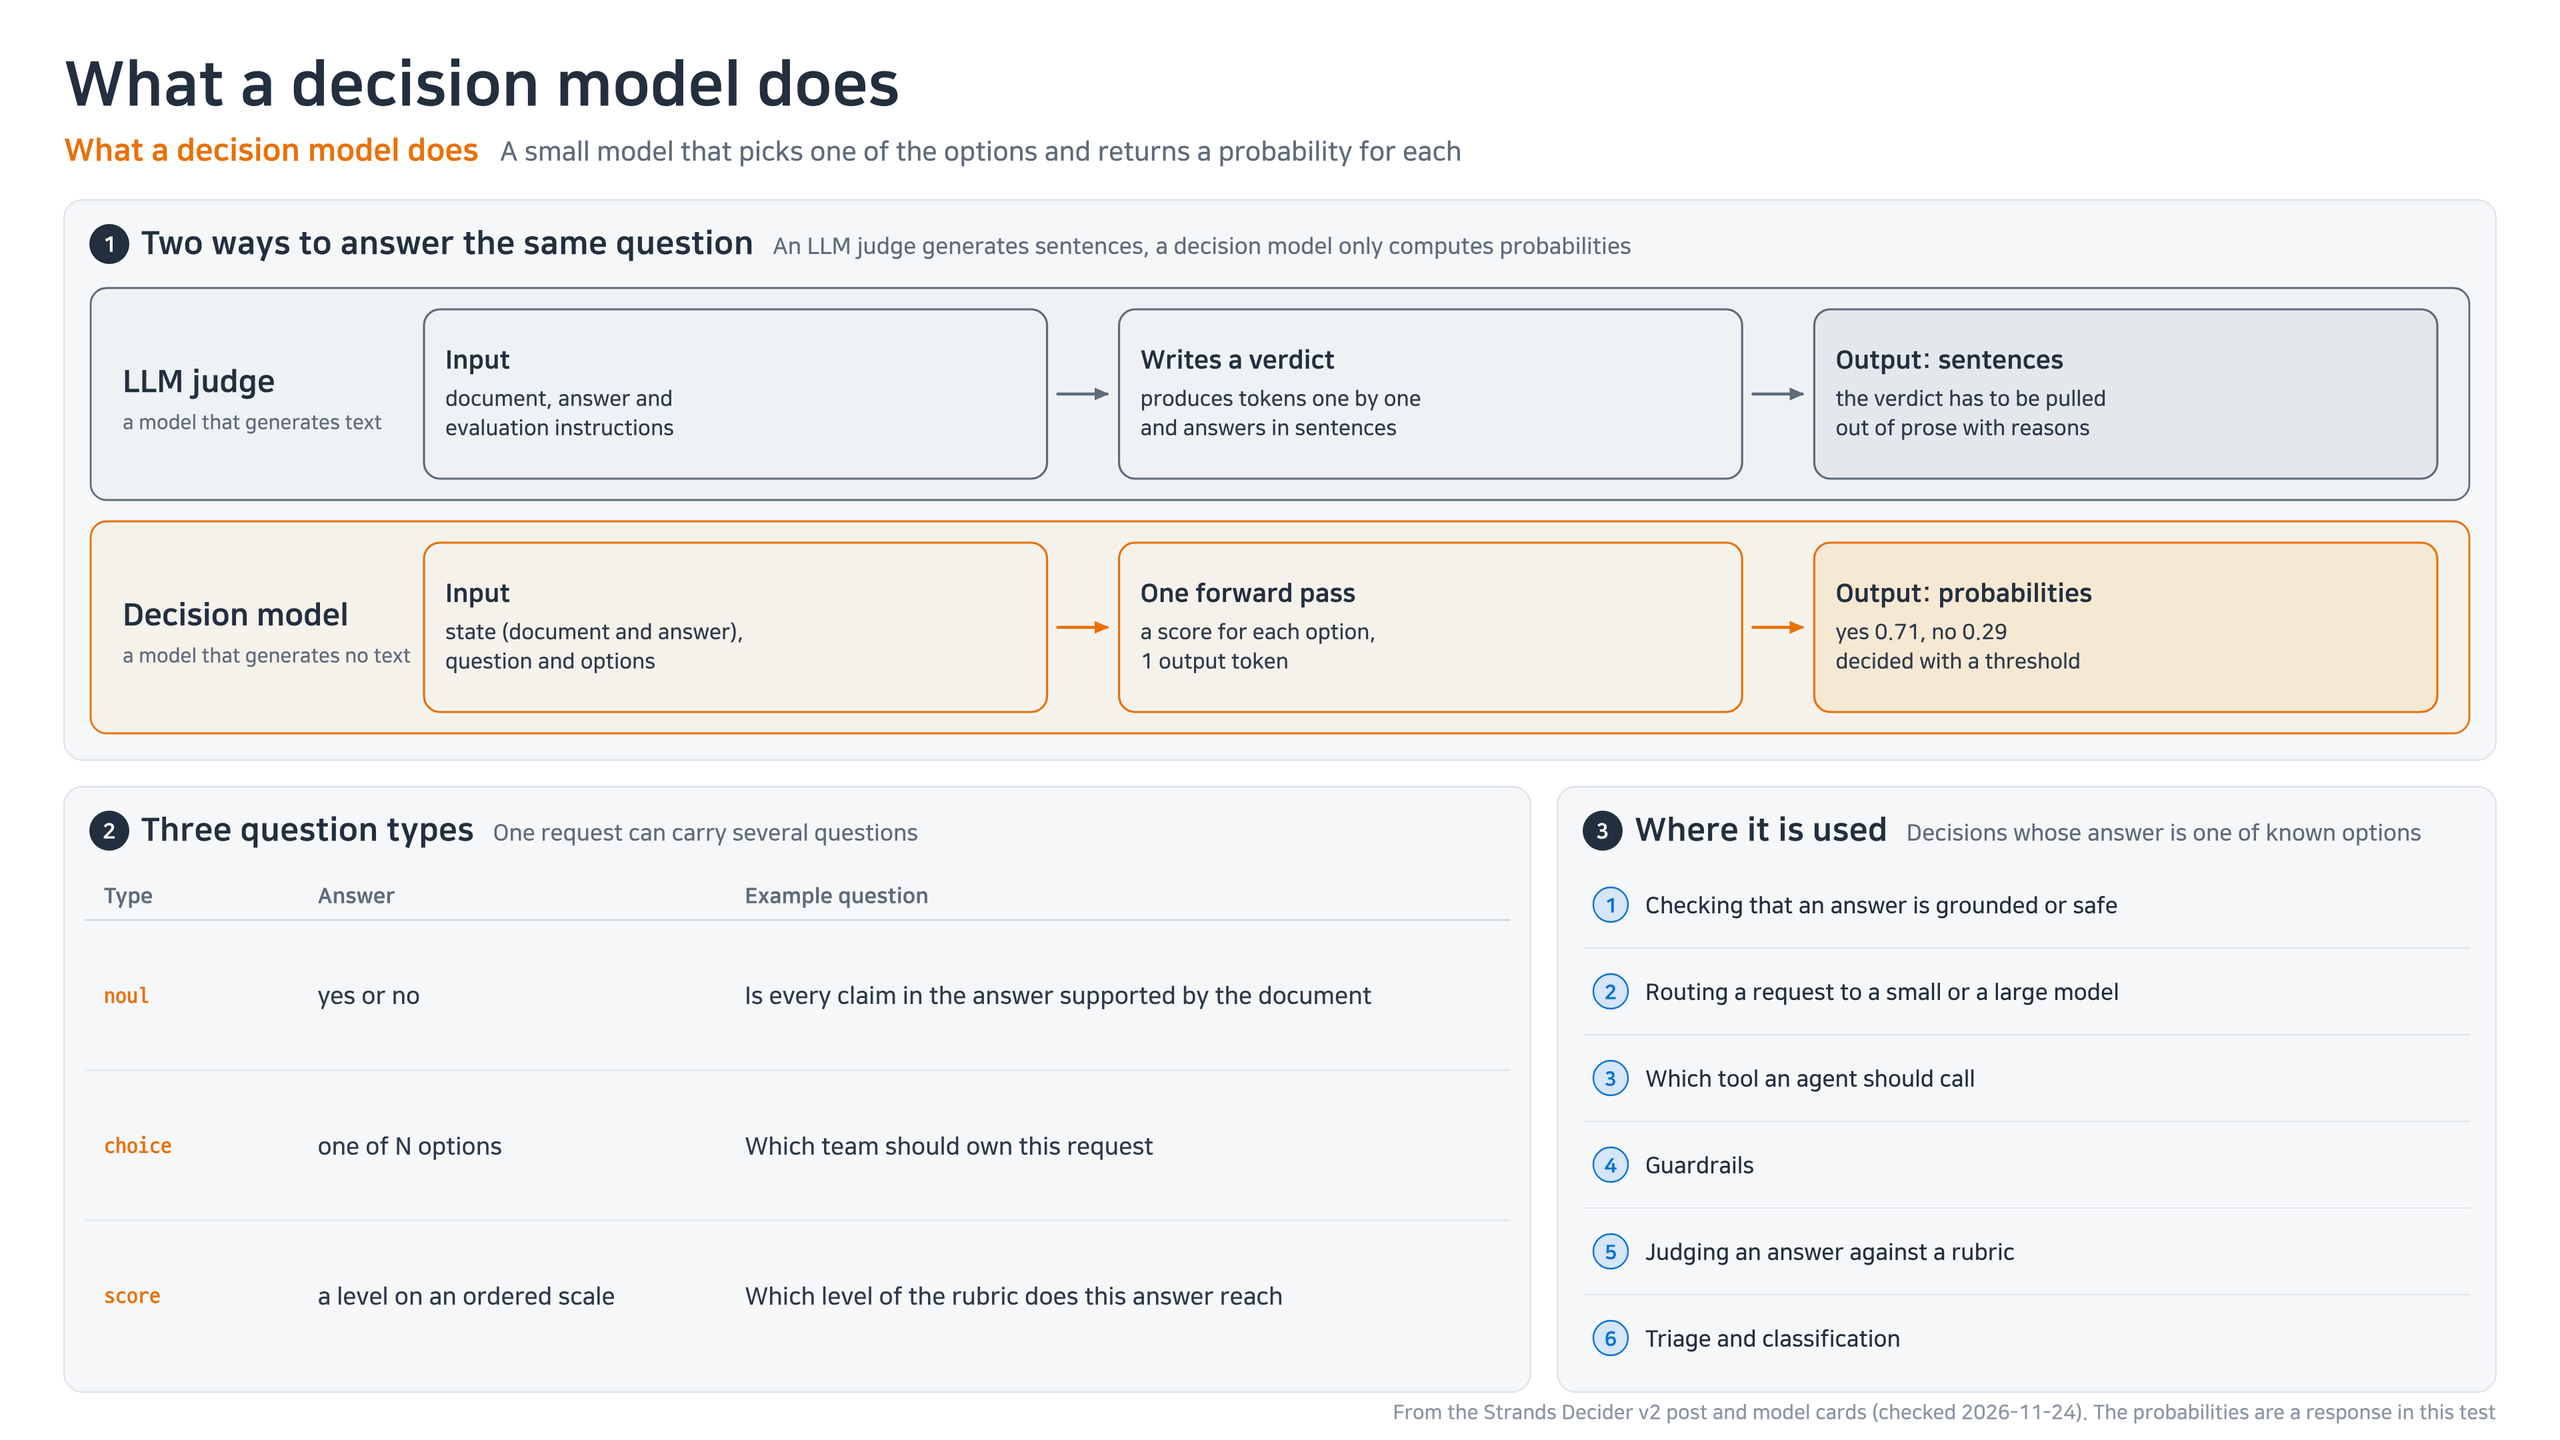 What a decision model does
What a decision model does A small model that picks one of the options and returns a probability for each
1 Two ways to answer the same question An LLM judge generates sentences, a decision model only computes probabilities
LLM judge
a model that generates text
Input
document, answer and
evaluation instructions
Writes a verdict
produces tokens one by one
and answers in sentences
Output: sentences
the verdict has to be pulled
out of prose with reasons
Decision model
a model that generates no text
Input
state (document and answer),
question and options
One forward pass
a score for each option,
1 output token
Output: probabilities
yes 0.71, no 0.29
decided with a threshold
2 Three question types One request can carry several questions
Type Answer Example question
noul yes or no Is every claim in the answer supported by the document
choice one of N options Which team should own this request
score a level on an ordered scale Which level of the rubric does this answer reach
3 Where it is used Decisions whose answer is one of known options
1 Checking that an answer is grounded or safe
2 Routing a request to a small or a large model
3 Which tool an agent should call
4 Guardrails
5 Judging an answer against a rubric
6 Triage and classification
From the Strands Decider v2 post and model cards (checked 2026-11-24). The probabilities are a response in this test